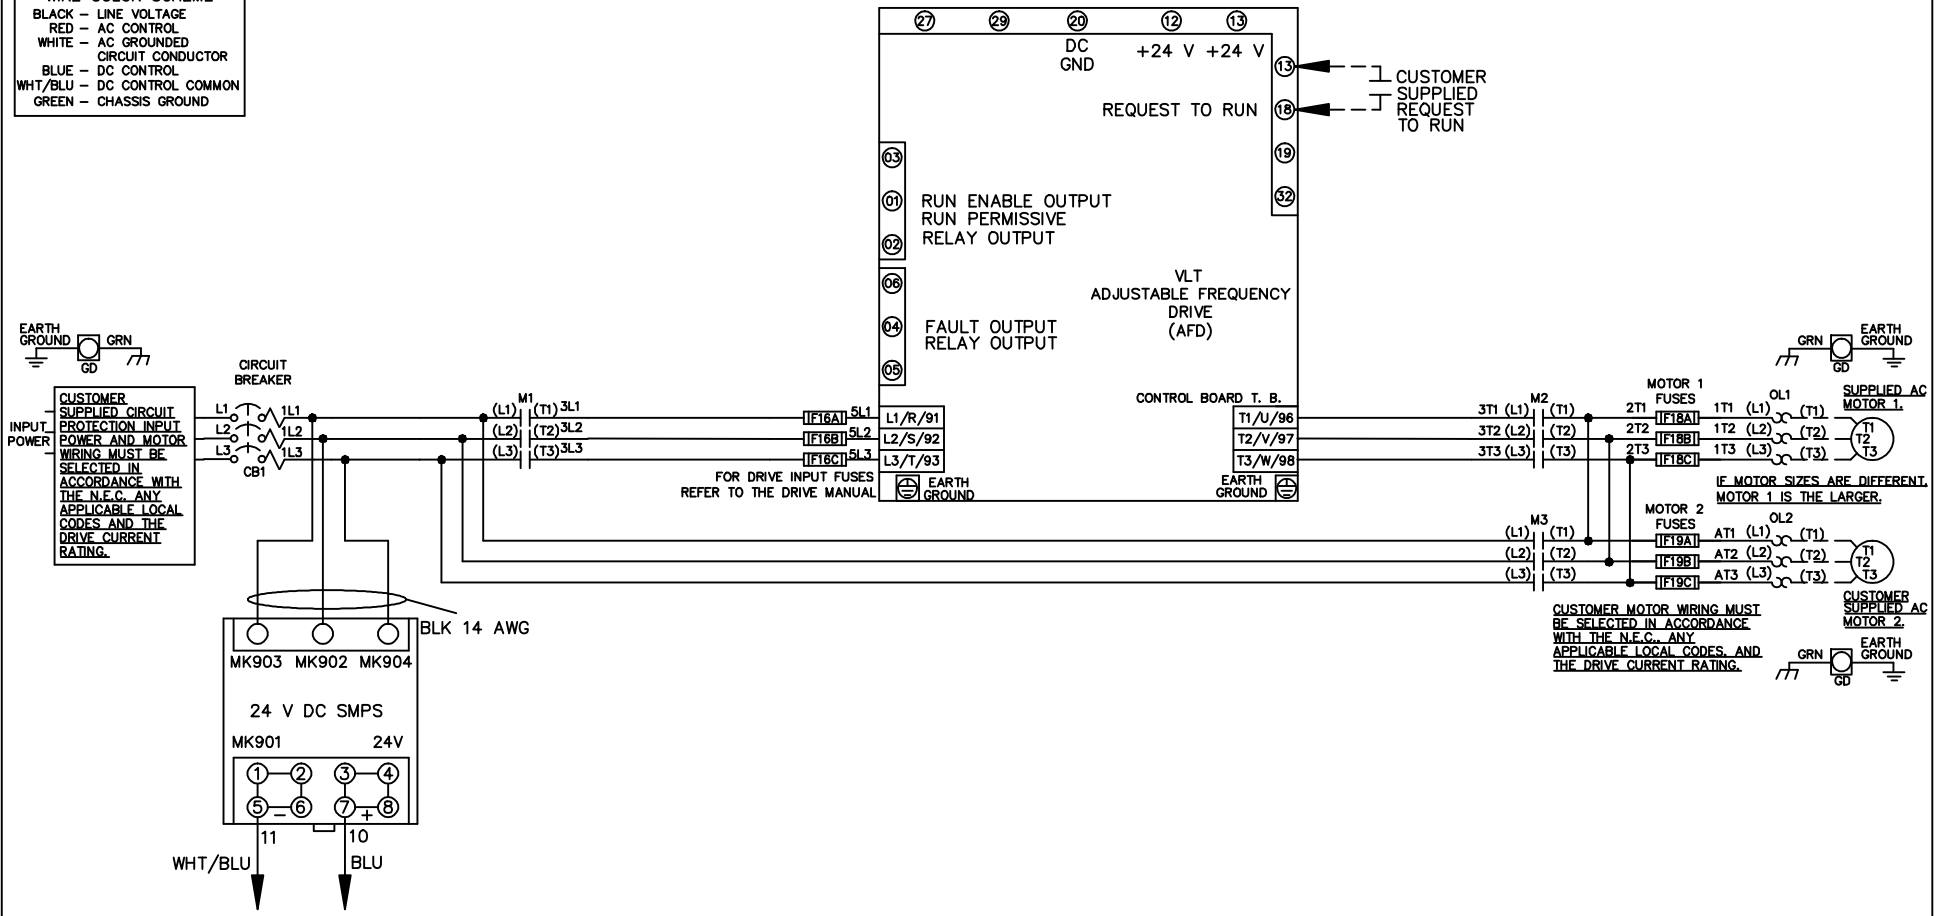 BLACK – LINE VOLTAGE
RED – AC CONTROL
WHITE – AC GROUNDED
CIRCUIT CONDUCTOR
BLUE – DC CONTROL
WHT/BLU – DC CONTROL COMMON
GREEN – CHASSIS GROUND
27 29 20 12 13
DC
GND
+24 V +24 V
13
REQUEST TO RUN 18
19
32
CUSTOMER
SUPPLIED
REQUEST
TO RUN
03
01
02
RUN ENABLE OUTPUT
RUN PERMISSIVE
RELAY OUTPUT
06
04
05
FAULT OUTPUT
RELAY OUTPUT
VLT
ADJUSTABLE FREQUENCY
DRIVE
(AFD)
EARTH
GROUND
GRN
GD
CIRCUIT
BREAKER
INPUT
POWER
CUSTOMER
SUPPLIED CIRCUIT
PROTECTION INPUT
POWER AND MOTOR
WIRING MUST BE
SELECTED IN
ACCORDANCE WITH
THE N.E.C. ANY
APPLICABLE LOCAL
CODES AND THE
DRIVE CURRENT
RATING.
L1 1L1
L2 1L2
L3 1L3
CB1
M1
(L1) (T1) 3L1
(L2) (T2) 3L2
(L3) (T3) 3L3
F16A 5L1
F16B 5L2
F16C 5L3
FOR DRIVE INPUT FUSES
REFER TO THE DRIVE MANUAL
L1/R/91
L2/S/92
L3/T/93
EARTH
GROUND
CONTROL BOARD T. B.
T1/U/96
T2/V/97
T3/W/98
EARTH
GROUND
M2
3T1 (L1) (T1)
3T2 (L2) (T2)
3T3 (L3) (T3)
MOTOR 1
FUSES
2T1 F18A 1T1 (L1) (T1)
2T2 F18B 1T2 (L2) (T2)
2T3 F18C 1T3 (L3) (T3)
OL1
GRN
EARTH
GROUND
GD
SUPPLIED AC
MOTOR 1.
T1
T2
T3
IF MOTOR SIZES ARE DIFFERENT,
MOTOR 1 IS THE LARGER.
M3
(L1) (T1)
(L2) (T2)
(L3) (T3)
MOTOR 2
FUSES
F19A AT1 (L1) (T1)
F19B AT2 (L2) (T2)
F19C AT3 (L3) (T3)
OL2
T1
T2
T3
CUSTOMER
SUPPLIED AC
MOTOR 2.
CUSTOMER MOTOR WIRING MUST
BE SELECTED IN ACCORDANCE
WITH THE N.E.C., ANY
APPLICABLE LOCAL CODES, AND
THE DRIVE CURRENT RATING.
GRN
EARTH
GROUND
GD
BLK 14 AWG
MK903 MK902 MK904
24 V DC SMPS
MK901 24V
1 2 3 4
5 – 6 7 + 8
11 10
WHT/BLU BLU